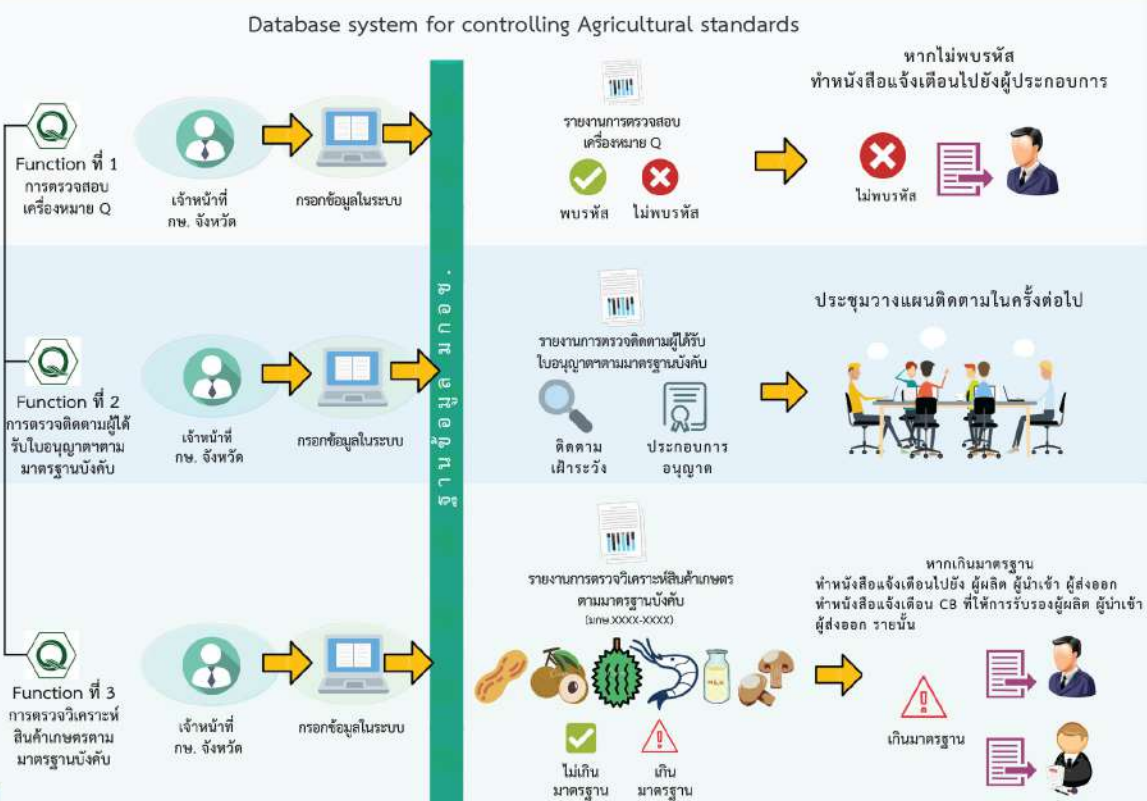 Database system for controlling Agricultural standards
Q
Function ที่ 1
การตรวจสอบ
เครื่องหมาย Q
เจ้าหน้าที่
กษ. จังหวัด
กรอกข้อมูลในระบบ
ฐานข้อมูล มกอช.
รายงานการตรวจสอบ
เครื่องหมาย Q
พบรหัส
ไม่พบรหัส
หากไม่พบรหัส
ทำหนังสือแจ้งเตือนไปยังผู้ประกอบการ
ไม่พบรหัส
Q
Function ที่ 2
การตรวจติดตามผู้ได้
รับใบอนุญาตฯตาม
มาตรฐานบังคับ
เจ้าหน้าที่
กษ. จังหวัด
กรอกข้อมูลในระบบ
รายงานการตรวจติดตามผู้ได้รับ
ใบอนุญาตฯตามมาตรฐานบังคับ
ติดตาม
เฝ้าระวัง
ประกอบการ
อนุญาต
ประชุมวางแผนติดตามในครั้งต่อไป
Q
Function ที่ 3
การตรวจวิเคราะห์
สินค้าเกษตรตาม
มาตรฐานบังคับ
เจ้าหน้าที่
กษ. จังหวัด
กรอกข้อมูลในระบบ
รายงานการตรวจวิเคราะห์สินค้าเกษตร
ตามมาตรฐานบังคับ
(มกษ.XXXX-XXXX)
MILK
ไม่เกิน
มาตรฐาน
เกิน
มาตรฐาน
หากเกินมาตรฐาน
ทำหนังสือแจ้งเตือนไปยัง ผู้ผลิต ผู้นำเข้า ผู้ส่งออก
ทำหนังสือแจ้งเตือน CB ที่ให้การรับรองผู้ผลิต ผู้นำเข้า
ผู้ส่งออก รายนั้น
เกินมาตรฐาน